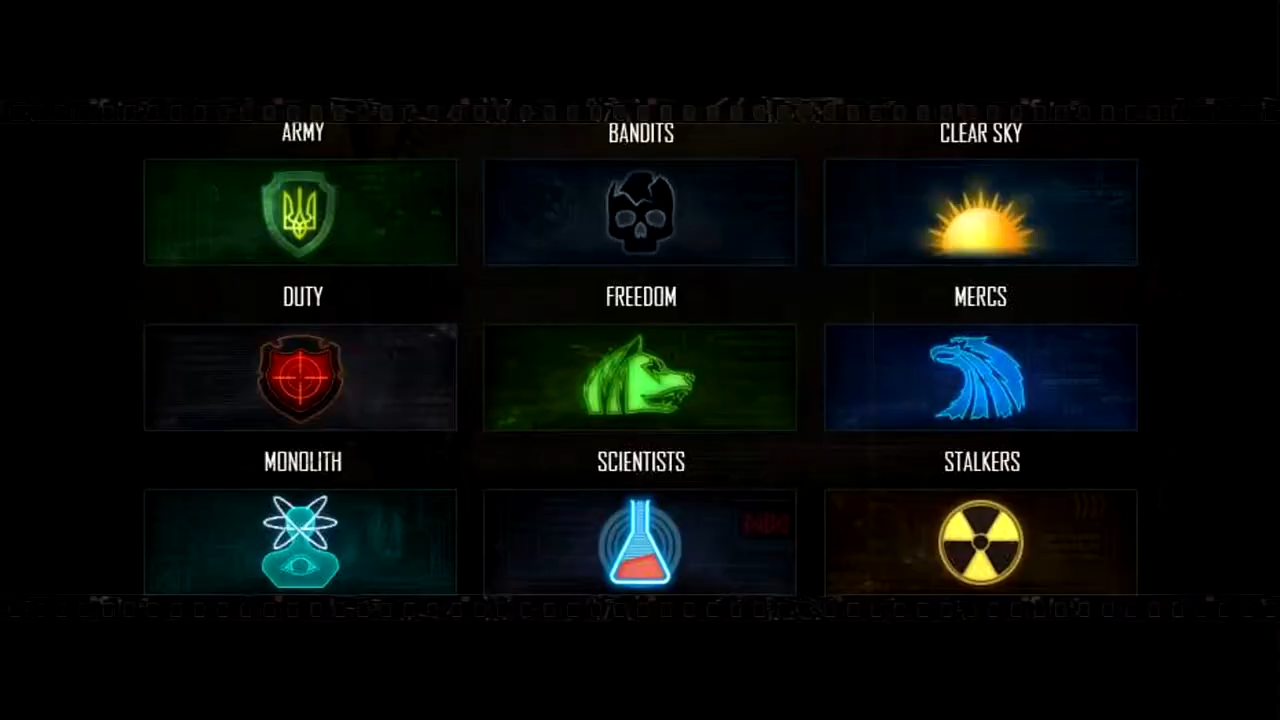 ARMY
BANDITS
CLEAR SKY
DUTY
FREEDOM
MERCS
MONOLITH
SCIENTISTS
STALKERS